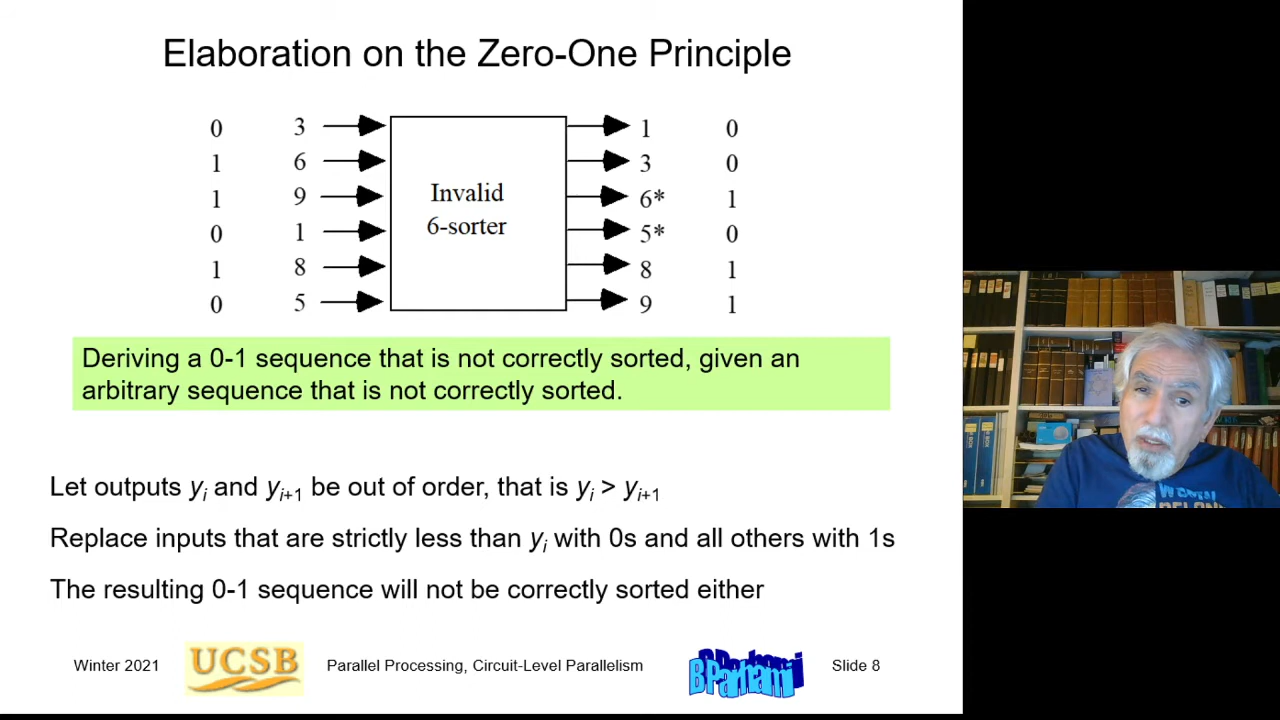 Elaboration on the Zero-One Principle
0 3 1 0
1 6 3 0
1 9 6* 1
0 1 5* 0
1 8 8 1
0 5 9 1
Invalid
6-sorter
Deriving a 0-1 sequence that is not correctly sorted, given an
arbitrary sequence that is not correctly sorted.
Let outputs yi and yi+1 be out of order, that is yi > yi+1
Replace inputs that are strictly less than yi with 0s and all others with 1s
The resulting 0-1 sequence will not be correctly sorted either
Winter 2021
UCSB
Parallel Processing, Circuit-Level Parallelism
B Parhami
Slide 8